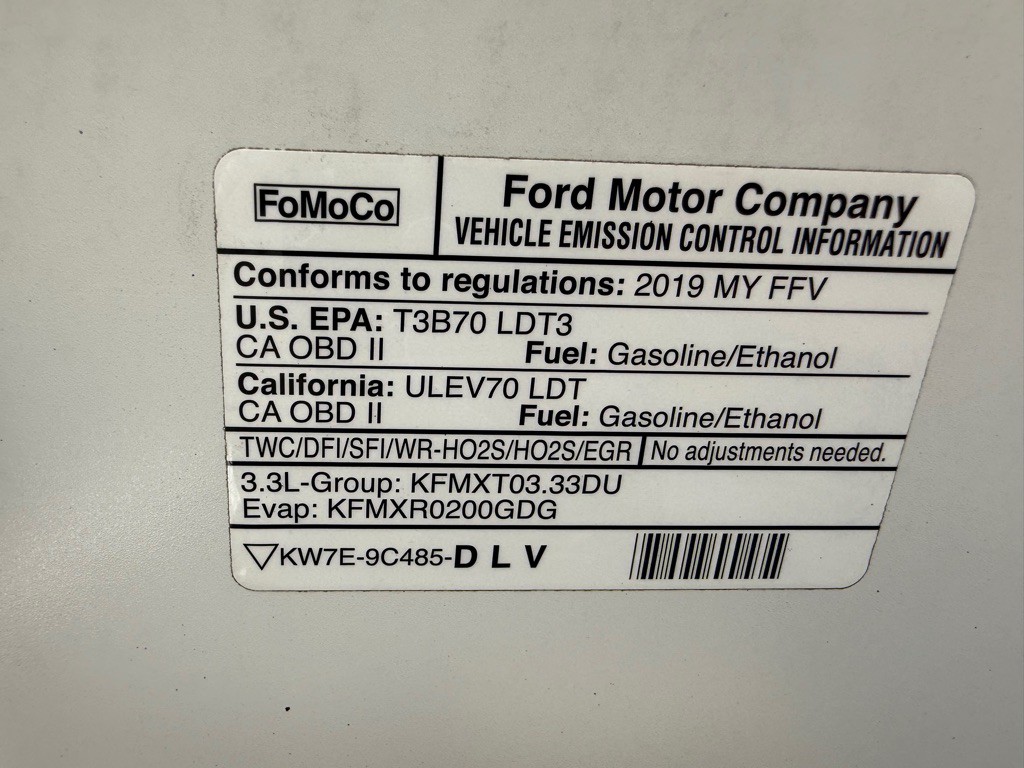 FoMoCo
Ford Motor Company
VEHICLE EMISSION CONTROL INFORMATION
Conforms to regulations: 2019 MY FFV
U.S. EPA: T3B70 LDT3
CA OBD II Fuel: Gasoline/Ethanol
California: ULEV70 LDT
CA OBD II Fuel: Gasoline/Ethanol
TWC/DFI/SFI/WR-HO2S/HO2S/EGR No adjustments needed.
3.3L-Group: KFMXT03.33DU
Evap: KFMXR0200GDG
KW7E-9C485-D L V